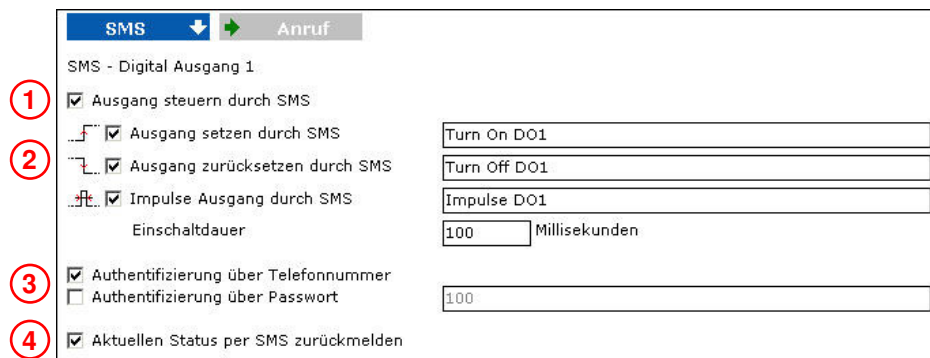 SMS Anruf
SMS - Digital Ausgang 1
1 Ausgang steuern durch SMS
Ausgang setzen durch SMS Turn On DO1
2 Ausgang zurücksetzen durch SMS Turn Off DO1
Impulse Ausgang durch SMS Impulse DO1
Einschaltdauer 100 Millisekunden
3 Authentifizierung über Telefonnummer
Authentifizierung über Passwort 100
4 Aktuellen Status per SMS zurückmelden